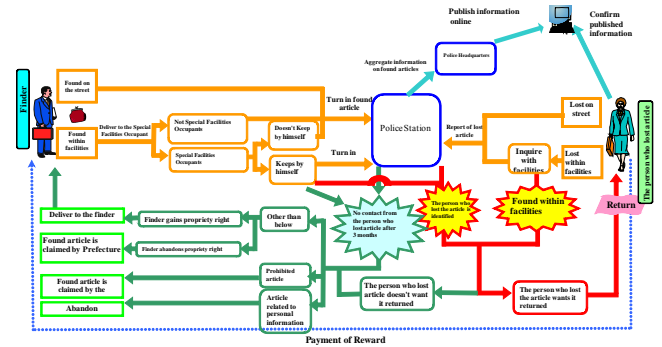 Publish information
online
Confirm
published
information
Aggregate information
on found articles
Police Headquarters
Finder
Found on
the street
Found
within
facilities
Deliver to the Special
Facilities Occupant
Not Special Facilities
Occupants
Special Facilities
Occupants
Doesn't Keep
by himself
Keeps by
himself
Turn in found
article
Turn in
Police Station
Report of lost
article
Lost on
street
Inquire
with
facilities
Lost
within
facilities
The person who lost article
Deliver to the finder
Finder gains propriety right
Other than
below
Found article is
claimed by Prefecture
Finder abandons propriety right
Found article is
claimed by the
Abandon
Prohibited
article
Article
related to
personal
information
No contact from
the person who
lost article after
3 months
The person who
lost the article is
identified
Found within
facilities
Return
The person who lost
article doesn't want
it returned
The person who lost
the article wants it
returned
Payment of Reward